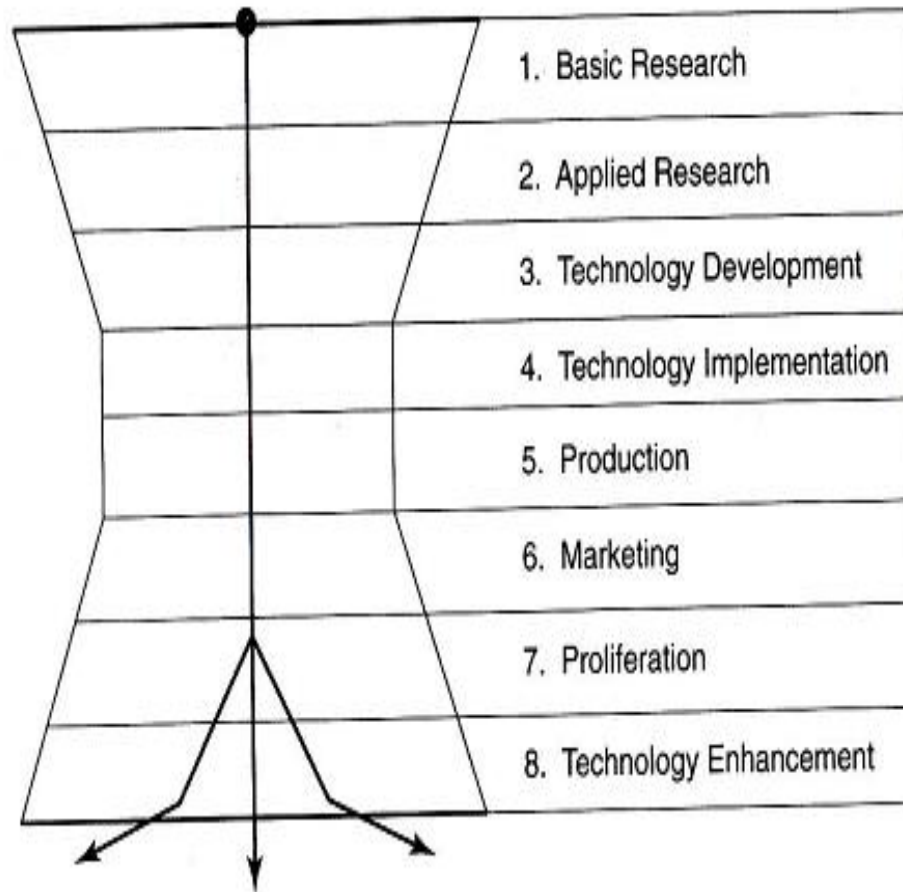 1. Basic Research
2. Applied Research
3. Technology Development
4. Technology Implementation
5. Production
6. Marketing
7. Proliferation
8. Technology Enhancement